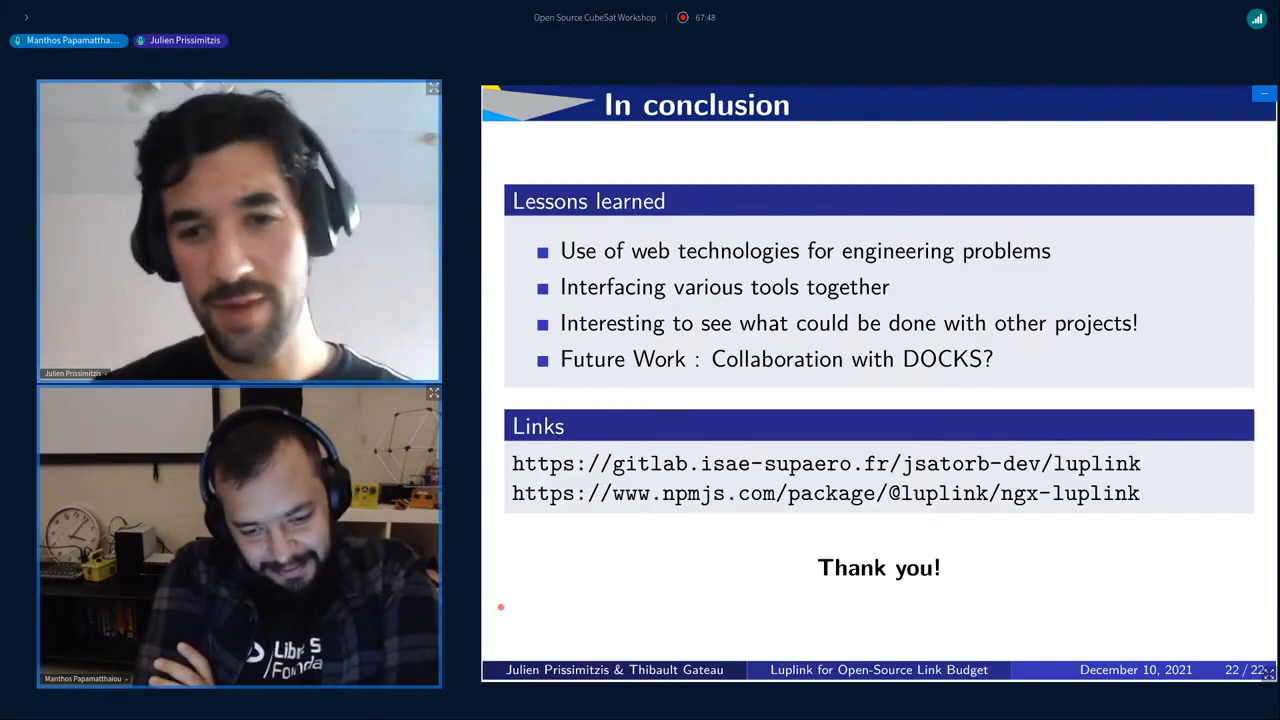 Open Source CubeSat Workshop
67:48
Manthos Papamattha...
Julien Prissimitzis
Julien Prissimitzis
Manthos Papamatthaiou
In conclusion
Lessons learned
Use of web technologies for engineering problems
Interfacing various tools together
Interesting to see what could be done with other projects!
Future Work : Collaboration with DOCKS?
Links
https://gitlab.isae-supaero.fr/jsatorb-dev/luplink
https://www.npmjs.com/package/@luplink/ngx-luplink
Thank you!
Julien Prissimitzis & Thibault Gateau
Luplink for Open-Source Link Budget
December 10, 2021
22 / 22